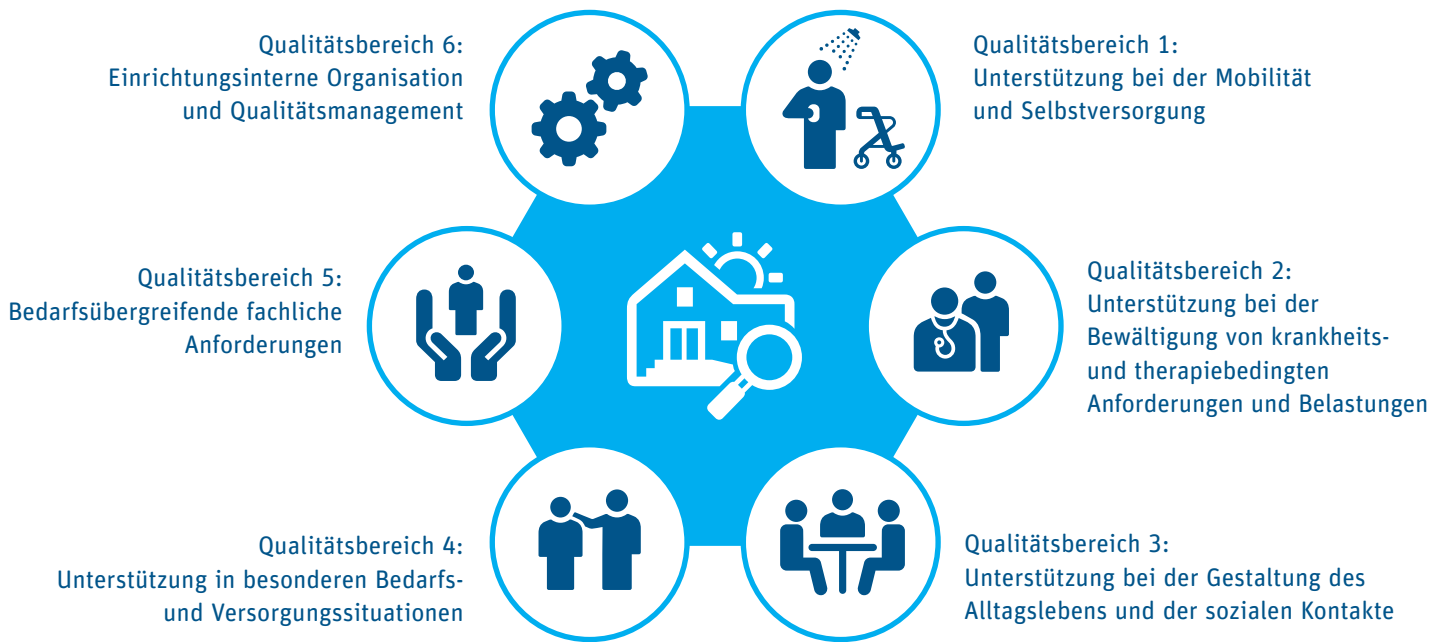 Qualitätsbereich 6:
Einrichtungsinterne Organisation
und Qualitätsmanagement
Qualitätsbereich 1:
Unterstützung bei der Mobilität
und Selbstversorgung
Qualitätsbereich 5:
Bedarfsübergreifende fachliche
Anforderungen
Qualitätsbereich 2:
Unterstützung bei der
Bewältigung von krankheits-
und therapiebedingten
Anforderungen und Belastungen
Qualitätsbereich 4:
Unterstützung in besonderen Bedarfs-
und Versorgungssituationen
Qualitätsbereich 3:
Unterstützung bei der Gestaltung des
Alltagslebens und der sozialen Kontakte